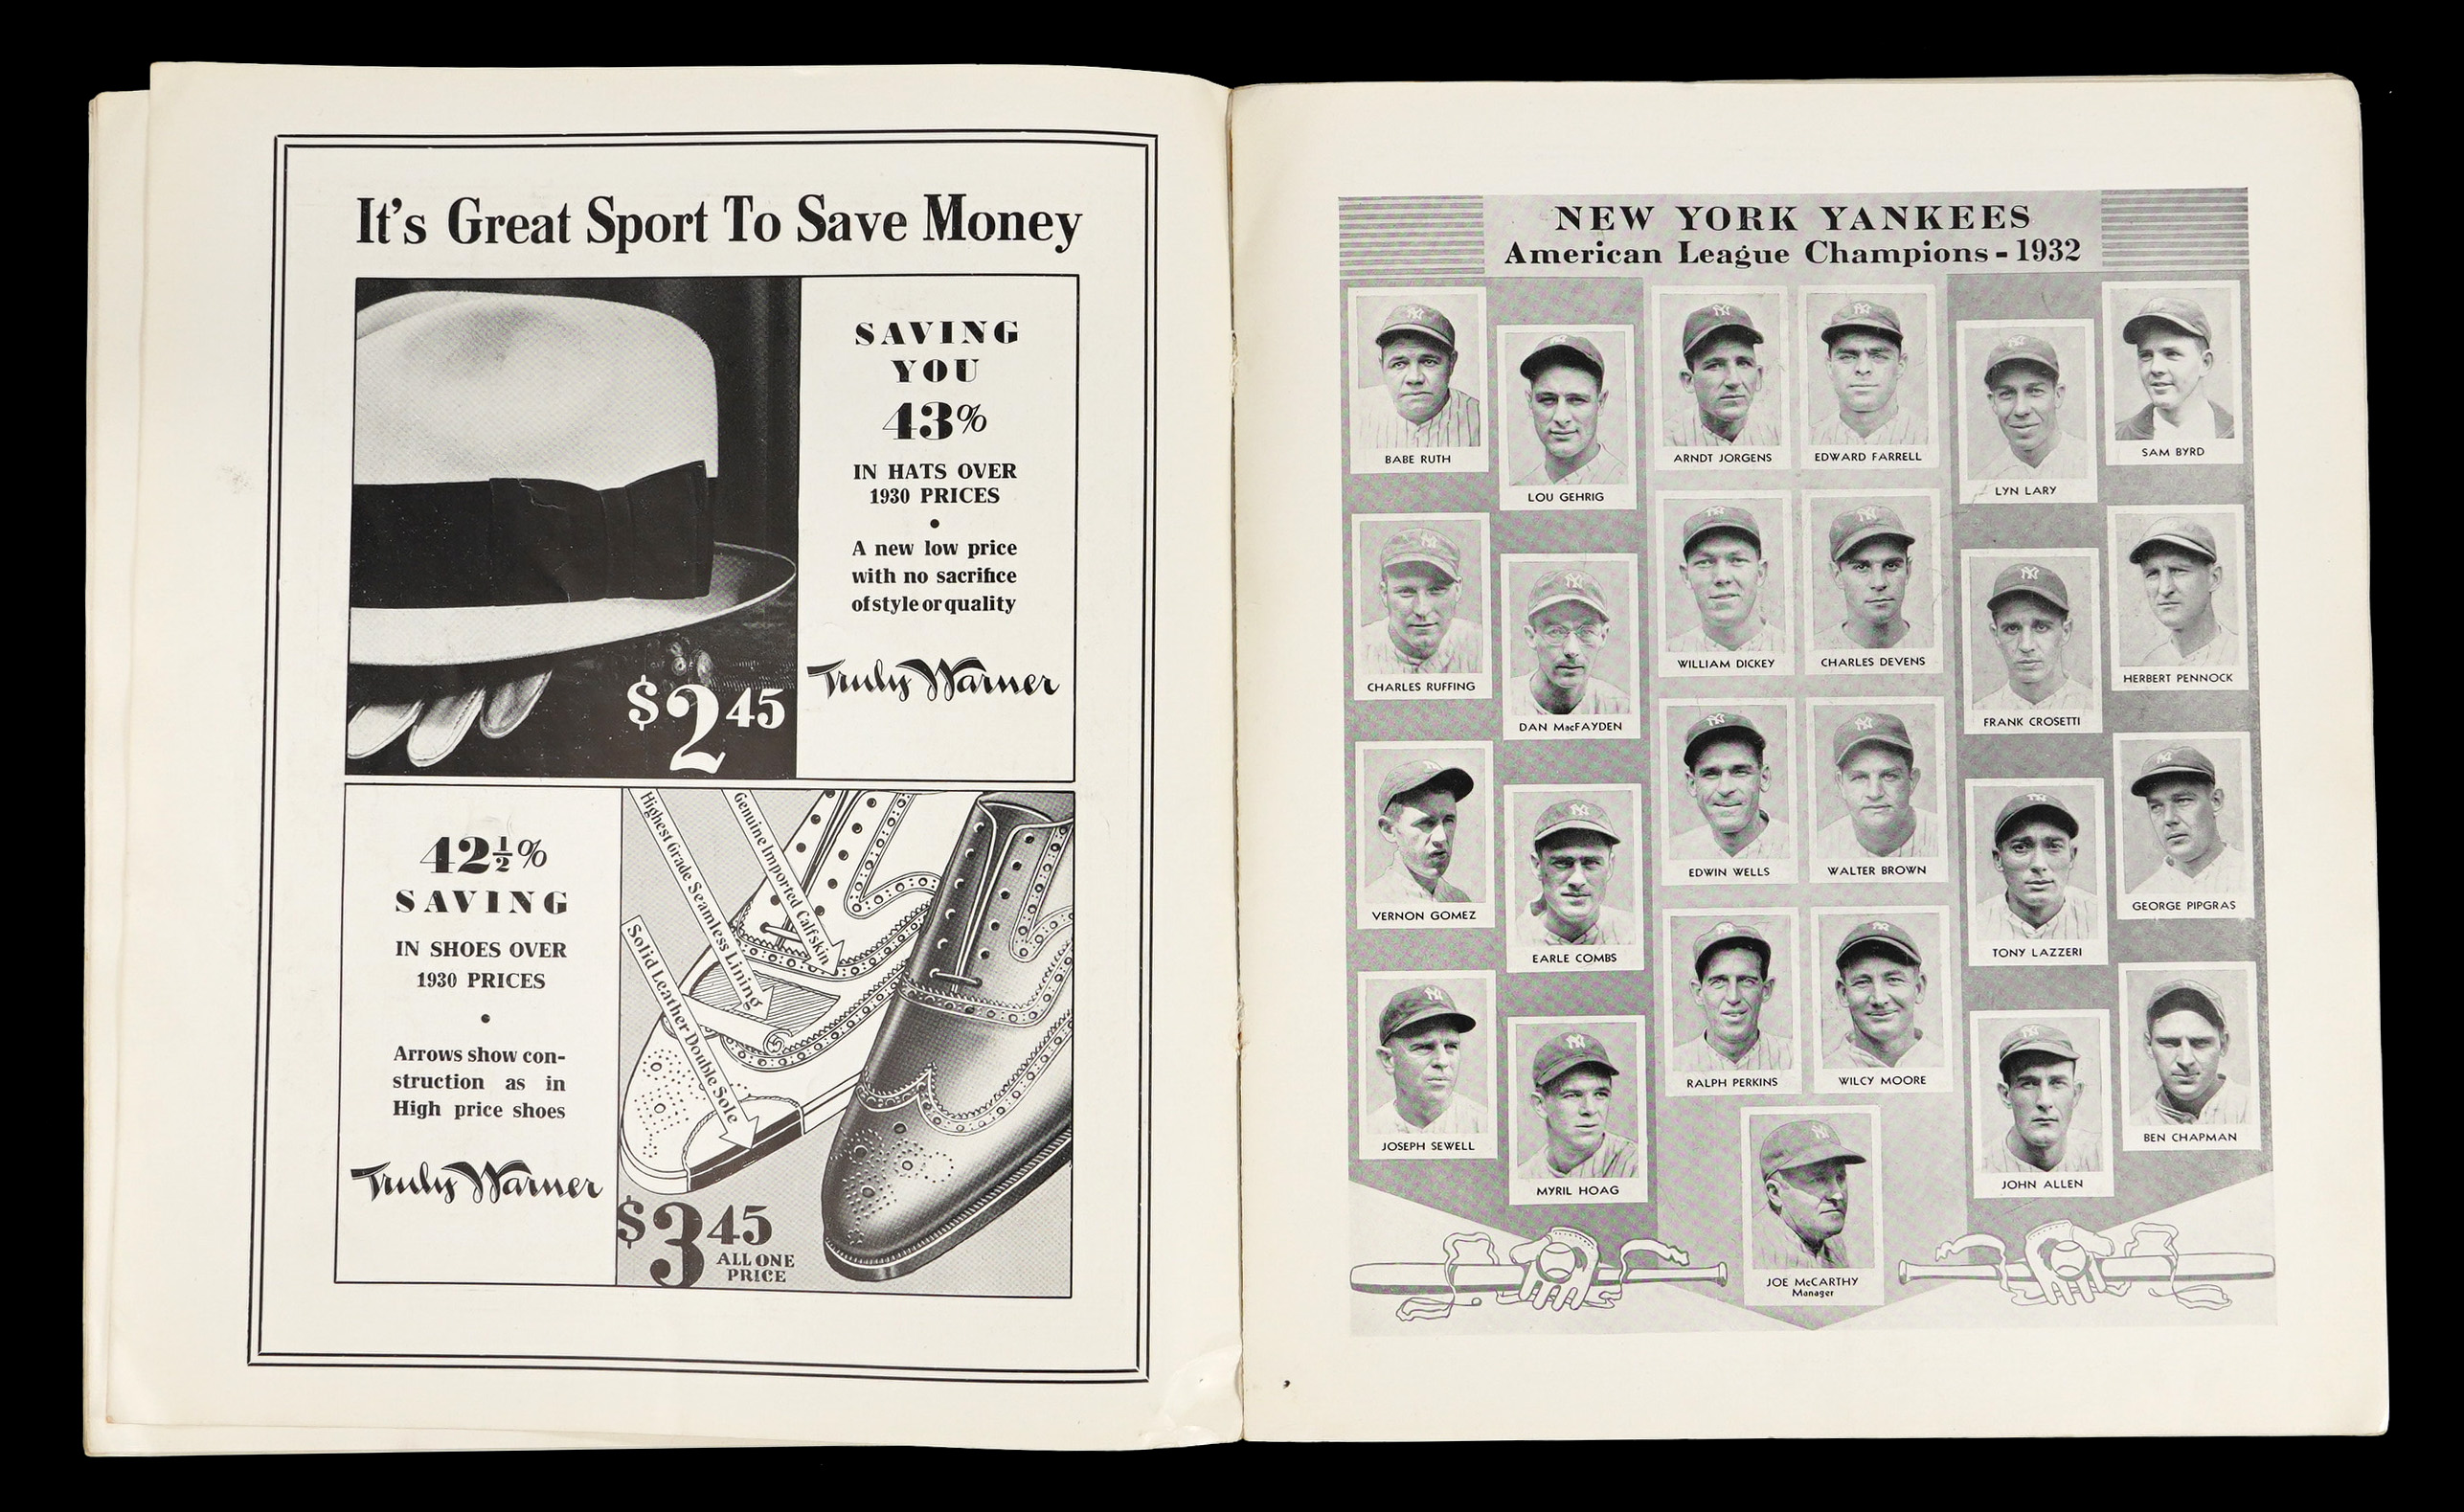 It's Great Sport To Save Money
SAVING
YOU
43%
IN HATS OVER
1930 PRICES
•
A new low price
with no sacrifice
of style or quality
Truly Warner
$2.45
42½%
SAVING
IN SHOES OVER
1930 PRICES
•
Arrows show con-
struction as in
High price shoes
Truly Warner
Highest Grade Seamless Lining
Genuine Imported Calfskin
Solid Leather Double Sole
$3.45
ALL ONE
PRICE
NEW YORK YANKEES
American League Champions - 1932
BABE RUTH
LOU GEHRIG
ARNDT JORGENS
EDWARD FARRELL
LYN LARY
SAM BYRD
CHARLES RUFFING
DAN MacFAYDEN
WILLIAM DICKEY
CHARLES DEVENS
FRANK CROSETTI
HERBERT PENNOCK
VERNON GOMEZ
EARLE COMBS
EDWIN WELLS
WALTER BROWN
TONY LAZZERI
GEORGE PIPGRAS
JOSEPH SEWELL
MYRIL HOAG
RALPH PERKINS
WILCY MOORE
JOHN ALLEN
BEN CHAPMAN
JOE McCARTHY
Manager